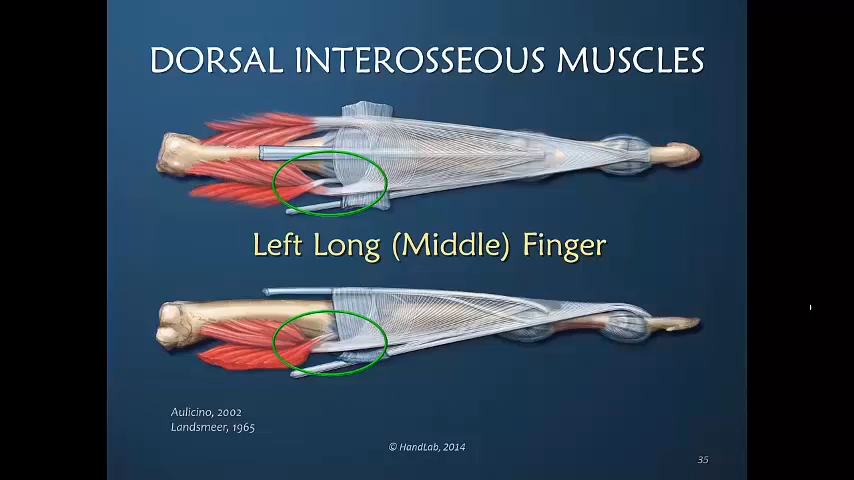 DORSAL INTEROSSEOUS MUSCLES
Left Long (Middle) Finger
Aulicino, 2002
Landsmeer, 1965
© HandLab, 2014
35